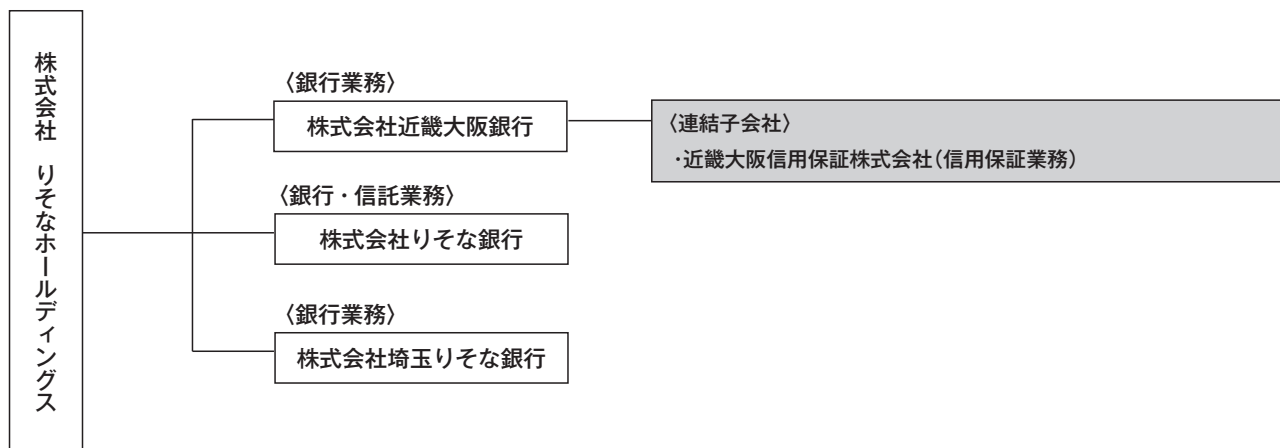 株式会社 りそなホールディングス
〈銀行業務〉
株式会社近畿大阪銀行
〈連結子会社〉
・近畿大阪信用保証株式会社（信用保証業務）
〈銀行・信託業務〉
株式会社りそな銀行
〈銀行業務〉
株式会社埼玉りそな銀行